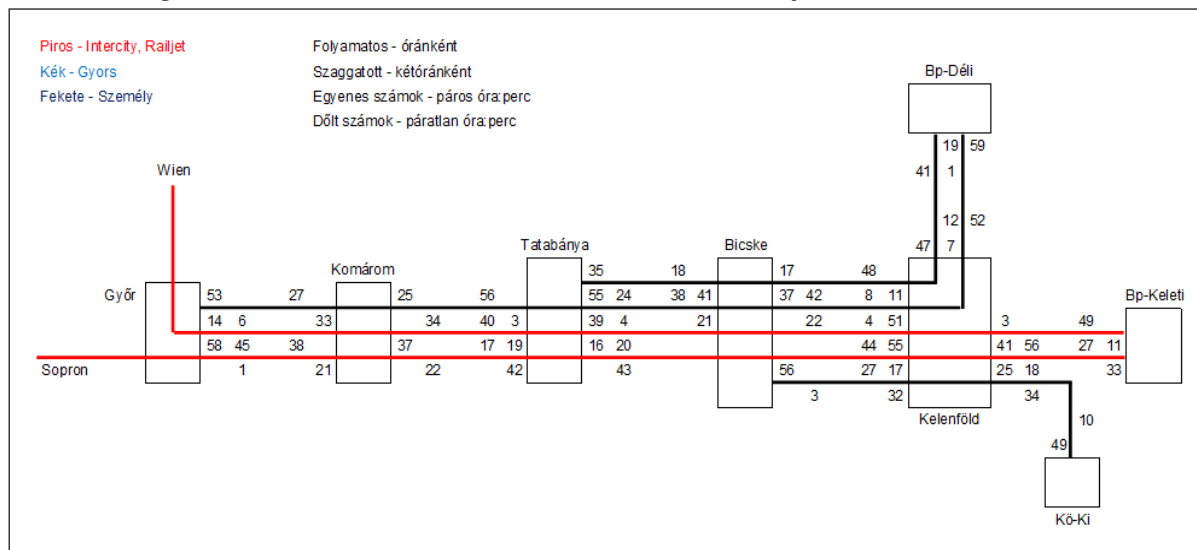 Piros - Intercity, Railjet Folyamatos - óránként
Kék - Gyors Szaggatott - kétóránként
Fekete - Személy Egyenes számok - páros óra:perc
Dőlt számok - páratlan óra:perc
Bp-Déli
19 59
41 1
Wien
12 52
47 7
Tatabánya Bicske
Komárom 35 18 17 48
Győr 53 27 25 56 55 24 38 41 37 42 8 11 Bp-Keleti
14 6 33 34 40 3 39 4 21 22 4 51 3 49
58 45 38 37 17 19 16 20 44 55 41 56 27 11
Sopron 1 21 22 42 43 56 27 17 25 18 33
3 32 34
Kelenföld 10
49
Kö-Ki